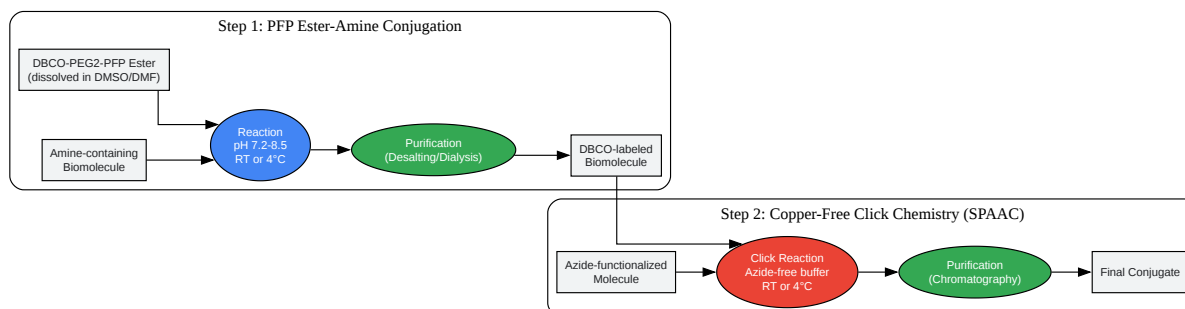 Step 1: PFP Ester-Amine Conjugation
DBCO-PEG2-PFP Ester
(dissolved in DMSO/DMF)
Amine-containing
Biomolecule
Reaction
pH 7.2-8.5
RT or 4°C
Purification
(Desalting/Dialysis)
DBCO-labeled
Biomolecule
Step 2: Copper-Free Click Chemistry (SPAAC)
Azide-functionalized
Molecule
Click Reaction
Azide-free buffer
RT or 4°C
Purification
(Chromatography)
Final Conjugate